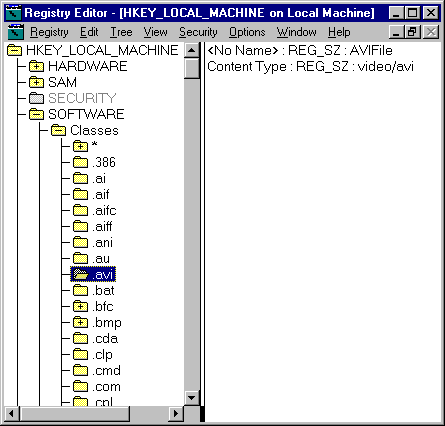 Registry Editor - [HKEY_LOCAL_MACHINE on Local Machine]
Registry Edit Tree View Security Options Window Help
HKEY_LOCAL_MACHINE
HARDWARE
SAM
SECURITY
SOFTWARE
Classes
*
.386
.ai
.aif
.aifc
.aiff
.ani
.au
.avi
.bat
.bfc
.bmp
.cda
.clp
.cmd
.com
.cpl
<No Name> : REG_SZ : AVIFile
Content Type : REG_SZ : video/avi